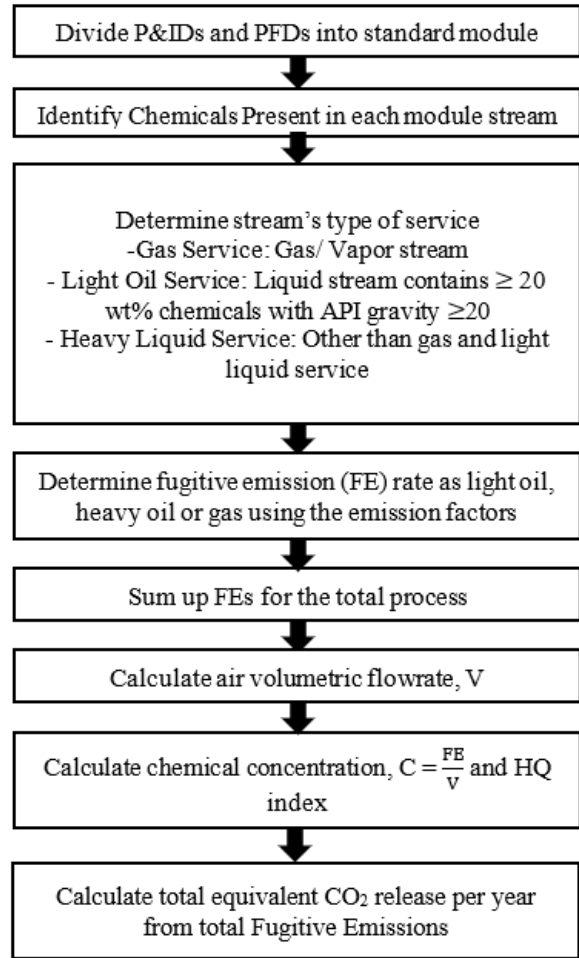 Divide P&IDs and PFDs into standard module
Identify Chemicals Present in each module stream
Determine stream's type of service
-Gas Service: Gas/ Vapor stream
- Light Oil Service: Liquid stream contains ≥ 20
wt% chemicals with API gravity ≥20
- Heavy Liquid Service: Other than gas and light
liquid service
Determine fugitive emission (FE) rate as light oil,
heavy oil or gas using the emission factors
Sum up FEs for the total process
Calculate air volumetric flowrate, V
Calculate chemical concentration, C = FE/V and HQ
index
Calculate total equivalent CO₂ release per year
from total Fugitive Emissions